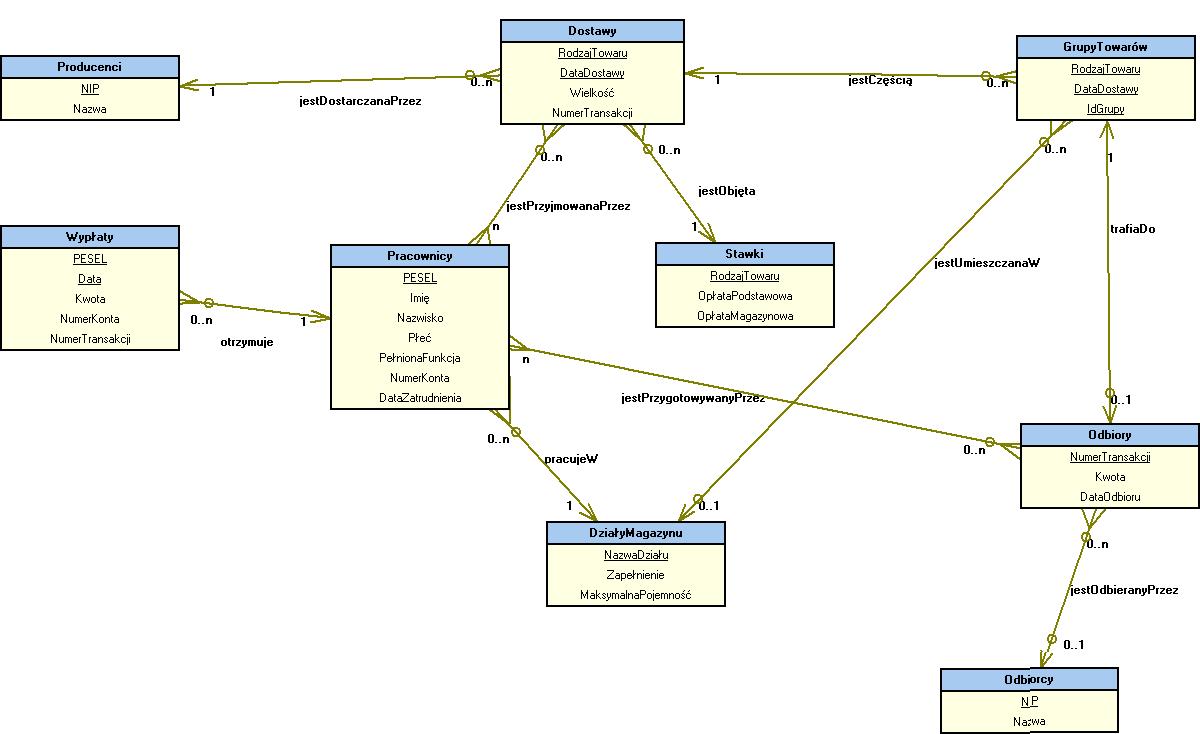 Dostawy
RodzajTowaru
DataDostawy
Wielkość
NumerTransakcji
GrupyTowarów
RodzajTowaru
DataDostawy
IdGrupy
Producenci
NIP
Nazwa
1
jestDostarczanaPrzez
0..n
1
jestCzęścią
0..n
0..n
0..n
0..n
1
jestPrzyjmowanaPrzez
n
jestObjęta
1
trafiaDo
jestUmieszczanaW
Wypłaty
PESEL
Data
Kwota
NumerKonta
NumerTransakcji
Pracownicy
PESEL
Imię
Nazwisko
Płeć
PełnionaFunkcja
NumerKonta
DataZatrudnienia
Stawki
RodzajTowaru
OpłataPodstawowa
OpłataMagazynowa
0..n
otrzymuje
1
n
jestPrzygotowywanyPrzez
0..n
0..1
0..n
pracujeW
1
0..1
Odbiory
NumerTransakcji
Kwota
DataOdbioru
DziałyMagazynu
NazwaDziału
Zapełnienie
MaksymalnaPojemność
0..n
jestOdbieranyPrzez
0..1
Odbiorcy
NIP
Nazwa